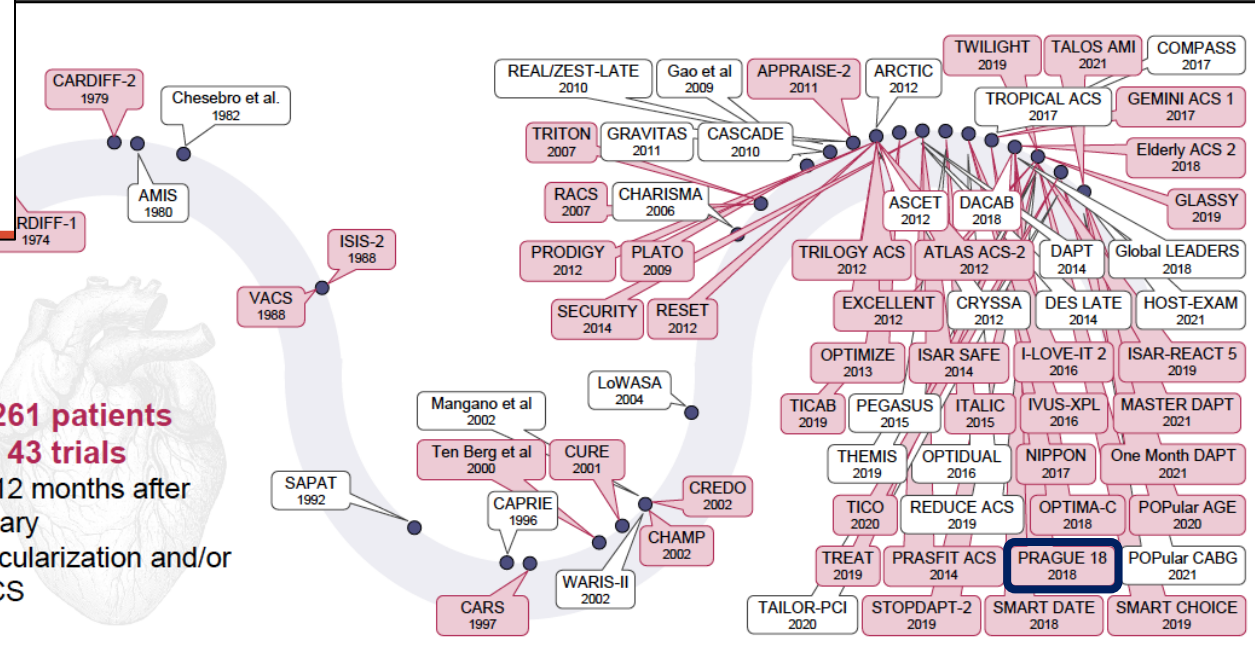 CARDIFF-2
1979
Chesebro et al.
1982
AMIS
1980
RDIFF-1
1974
ISIS-2
1988
VACS
1988
261 patients
43 trials
12 months after
ary
cularization and/or
CS
SAPAT
1992
Mangano et al
2002
Ten Berg et al
2000
CURE
2001
CAPRIE
1996
CREDO
2002
CHAMP
2002
WARIS-II
2002
CARS
1997
LoWASA
2004
REAL/ZEST-LATE
2010
Gao et al
2009
APPRAISE-2
2011
ARCTIC
2012
TWILIGHT
2019
TALOS AMI
2021
COMPASS
2017
TRITON
2007
GRAVITAS
2011
CASCADE
2010
TROPICAL ACS
2017
GEMINI ACS 1
2017
Elderly ACS 2
2018
RACS
2007
CHARISMA
2006
ASCET
2012
DACAB
2018
GLASSY
2019
PRODIGY
2012
PLATO
2009
TRILOGY ACS
2012
ATLAS ACS-2
2012
DAPT
2014
Global LEADERS
2018
SECURITY
2014
RESET
2012
EXCELLENT
2012
CRYSSA
2012
DES LATE
2014
HOST-EXAM
2021
OPTIMIZE
2013
ISAR SAFE
2014
I-LOVE-IT 2
2016
ISAR-REACT 5
2019
TICAB
2019
PEGASUS
2015
ITALIC
2015
IVUS-XPL
2016
MASTER DAPT
2021
THEMIS
2019
OPTIDUAL
2016
NIPPON
2017
One Month DAPT
2021
TICO
2020
REDUCE ACS
2019
OPTIMA-C
2018
POPular AGE
2020
TREAT
2019
PRASFIT ACS
2014
PRAGUE 18
2018
POPular CABG
2021
TAILOR-PCI
2020
STOPDAPT-2
2019
SMART DATE
2018
SMART CHOICE
2019